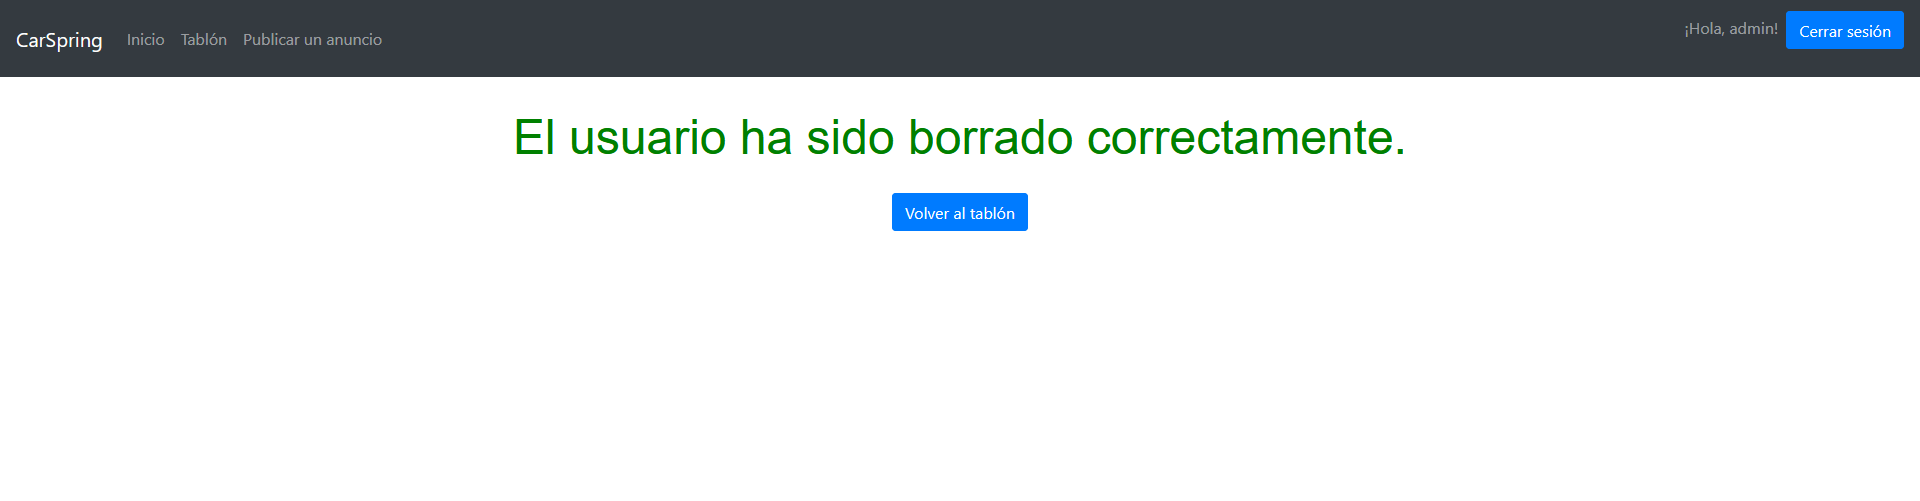 CarSpring Inicio Tablón Publicar un anuncio ¡Hola, admin! Cerrar sesión
El usuario ha sido borrado correctamente.
Volver al tablón